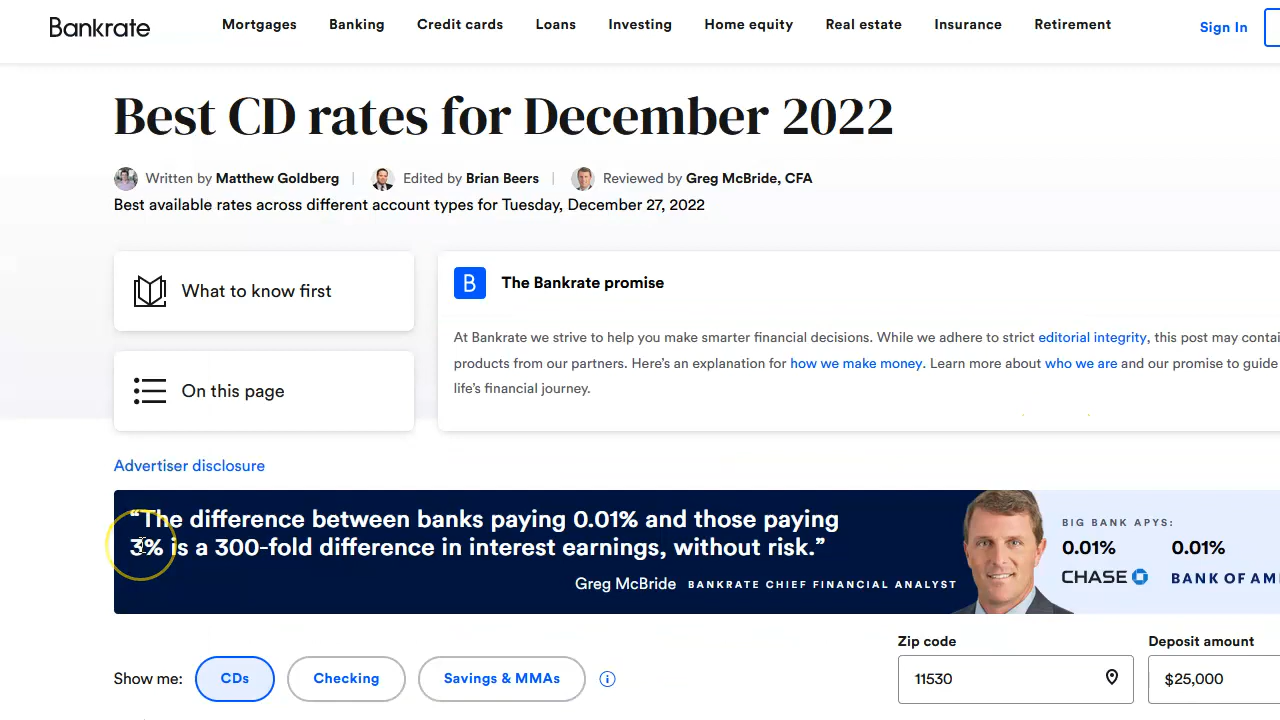 Bankrate
Mortgages Banking Credit cards Loans Investing Home equity Real estate Insurance Retirement
Sign In
Best CD rates for December 2022
Written by Matthew Goldberg | Edited by Brian Beers | Reviewed by Greg McBride, CFA
Best available rates across different account types for Tuesday, December 27, 2022
What to know first
On this page
B The Bankrate promise
At Bankrate we strive to help you make smarter financial decisions. While we adhere to strict editorial integrity, this post may contai
products from our partners. Here's an explanation for how we make money. Learn more about who we are and our promise to guide
life's financial journey.
Advertiser disclosure
“The difference between banks paying 0.01% and those paying
3% is a 300-fold difference in interest earnings, without risk.”
Greg McBride BANKRATE CHIEF FINANCIAL ANALYST
BIG BANK APYS:
0.01% 0.01%
CHASE BANK OF AM
Show me: CDs Checking Savings & MMAs
Zip code
11530
Deposit amount
$25,000